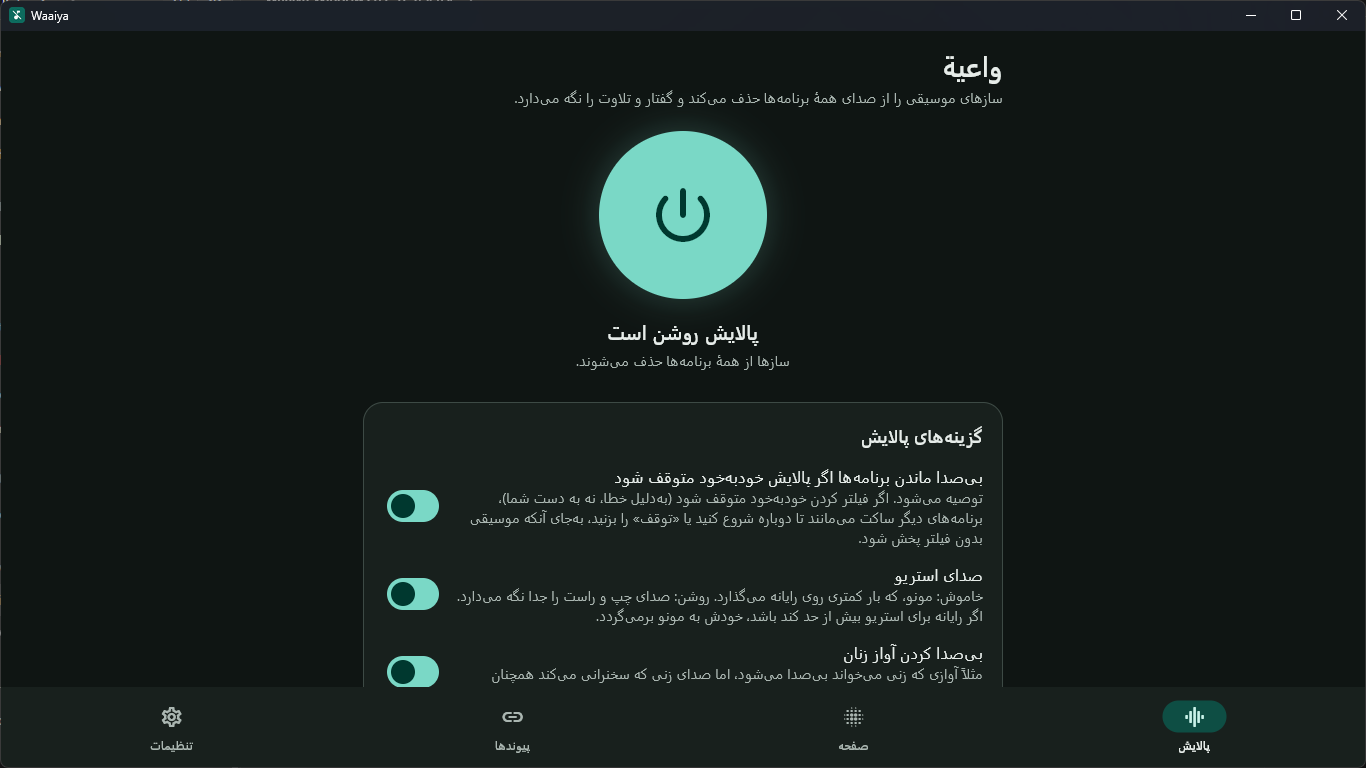 Waaiya
واعية
سازهای موسیقی را از صدای همهٔ برنامه‌ها حذف می‌کند و گفتار و تلاوت را نگه می‌دارد.
پالایش روشن است
سازها از همهٔ برنامه‌ها حذف می‌شوند.
گزینه‌های پالایش
بی‌صدا ماندن برنامه‌ها اگر پالایش خودبه‌خود متوقف شود
توصیه می‌شود. اگر فیلتر کردن خودبه‌خود متوقف شود (به‌دلیل خطا، نه به دست شما)،
برنامه‌های دیگر ساکت می‌مانند تا دوباره شروع کنید یا «توقف» را بزنید، به‌جای آنکه موسیقی
بدون فیلتر پخش شود.
صدای استریو
خاموش: مونو، که بار کمتری روی رایانه می‌گذارد. روشن: صدای چپ و راست را جدا نگه می‌دارد.
اگر رایانه برای استریو بیش از حد کند باشد، خودش به مونو برمی‌گردد.
بی‌صدا کردن آواز زنان
مثلاً آوازی که زنی می‌خواند بی‌صدا می‌شود، اما صدای زنی که سخنرانی می‌کند همچنان
پالایش
صفحه
پیوندها
تنظیمات